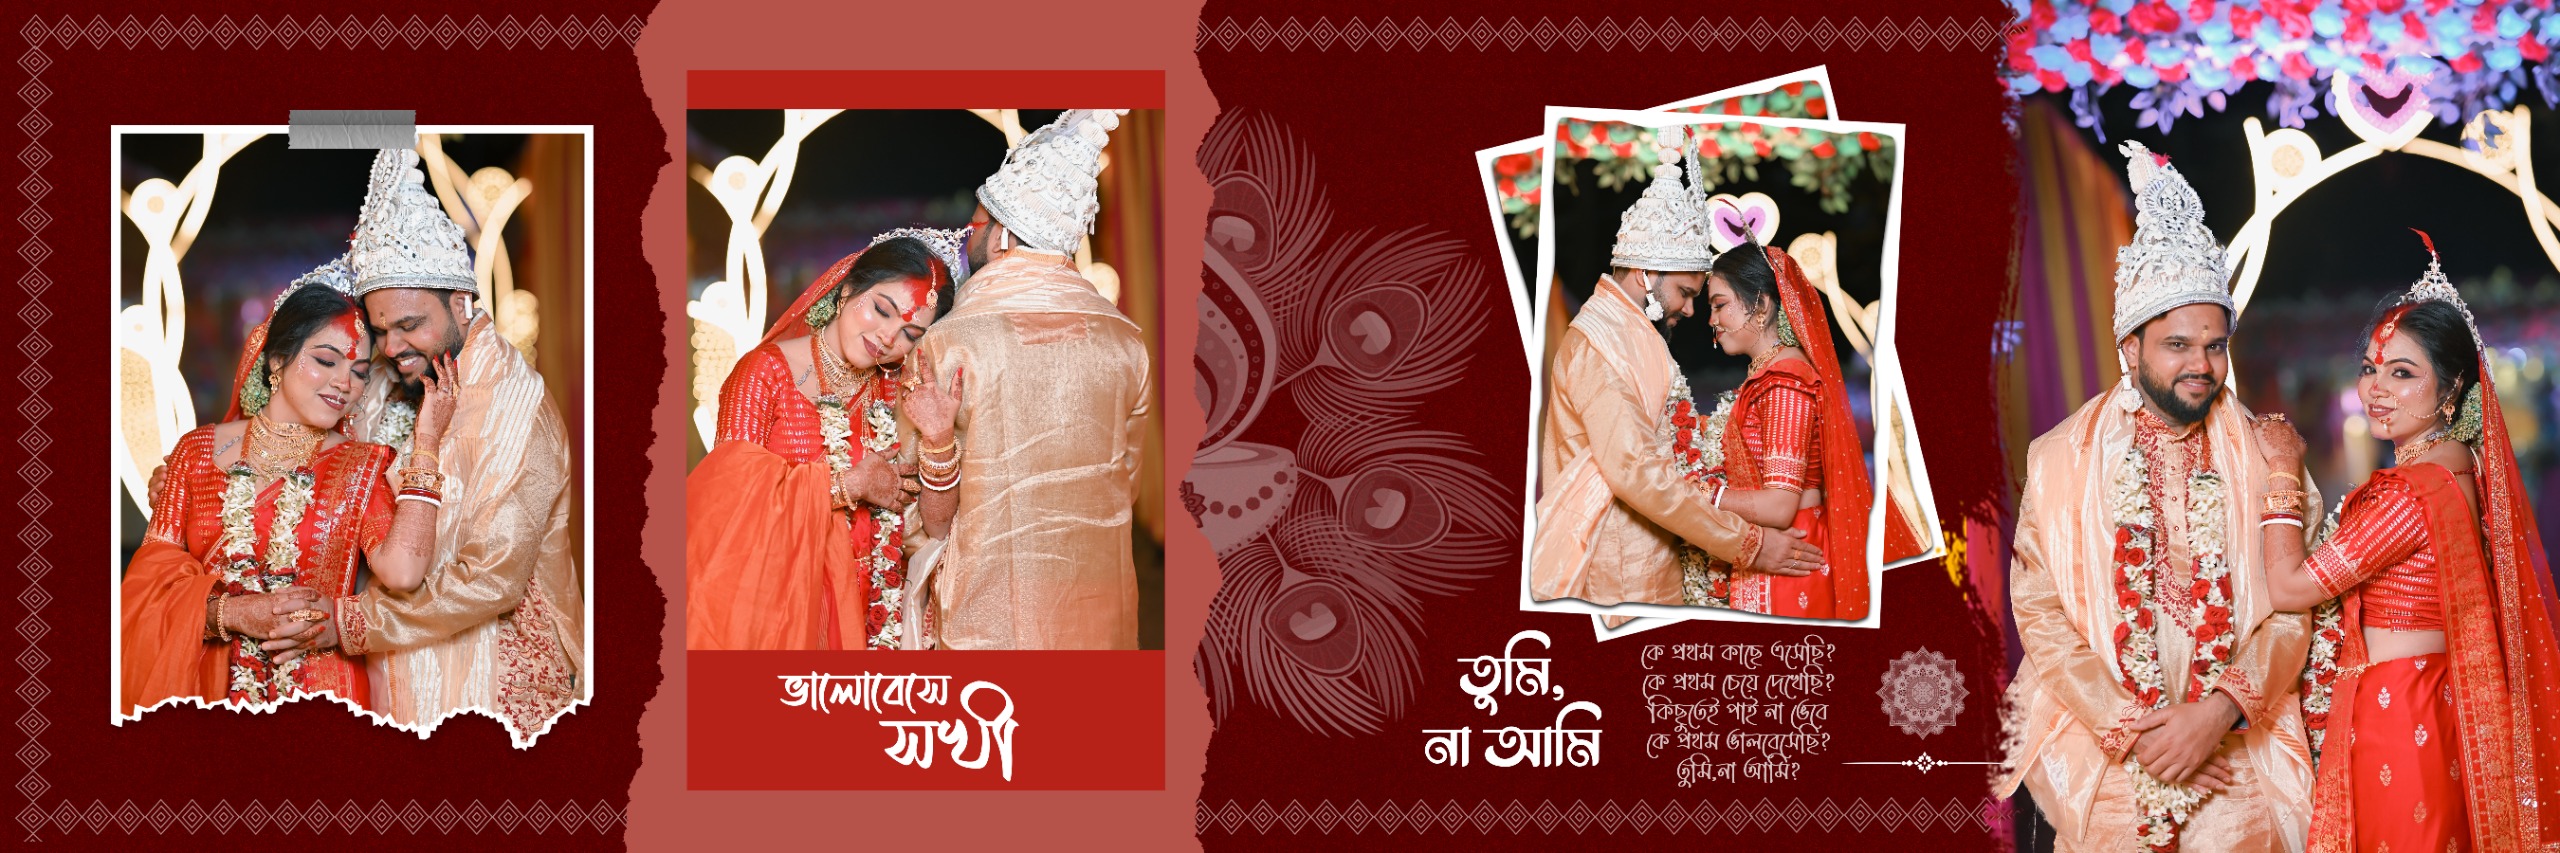 ভালোবেসে
সখী
তুমি,
না আমি
কে প্রথম কাছে এসেছি?
কে প্রথম চেয়ে দেখেছি?
কিছুতেই পাই না ভেবে
কে প্রথম ভালবেসেছি?
তুমি,না আমি?